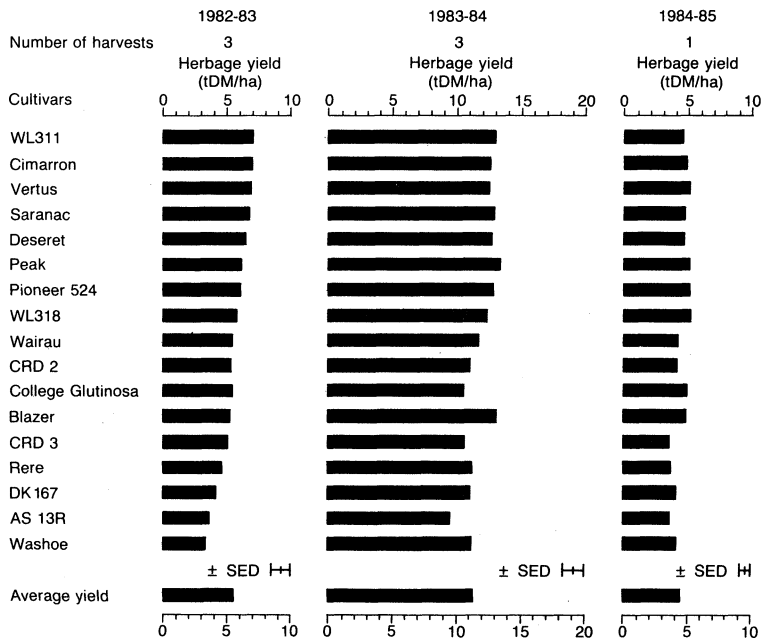 1982-83 1983-84 1984-85
Number of harvests 3 3 1
Herbage yield Herbage yield Herbage yield
(tDM/ha) (tDM/ha) (tDM/ha)
Cultivars 0 5 10 0 5 10 15 20 0 5 10
WL311
Cimarron
Vertus
Saranac
Deseret
Peak
Pioneer 524
WL318
Wairau
CRD 2
College Glutinosa
Blazer
CRD 3
Rere
DK167
AS 13R
Washoe
± SED ± SED ± SED
Average yield
0 5 10 0 5 10 15 20 0 5 10